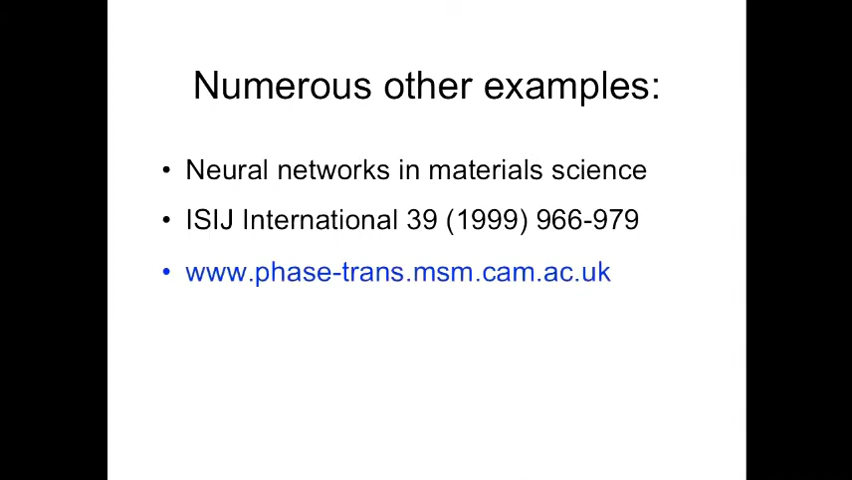 Numerous other examples:
• Neural networks in materials science
• ISIJ International 39 (1999) 966-979
• www.phase-trans.msm.cam.ac.uk